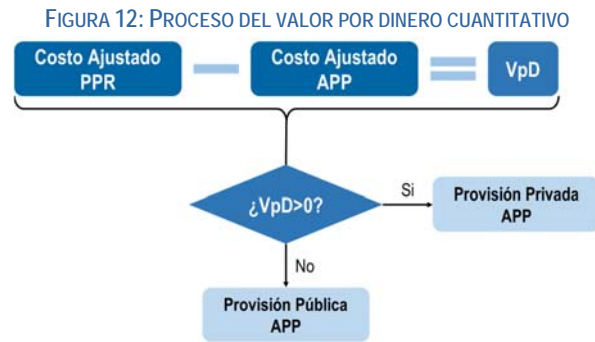 FIGURA 12: PROCESO DEL VALOR POR DINERO CUANTITATIVO
Costo Ajustado
PPR
Costo Ajustado
APP
VpD
¿VpD>0?
Si
Provisión Privada
APP
No
Provisión Pública
APP